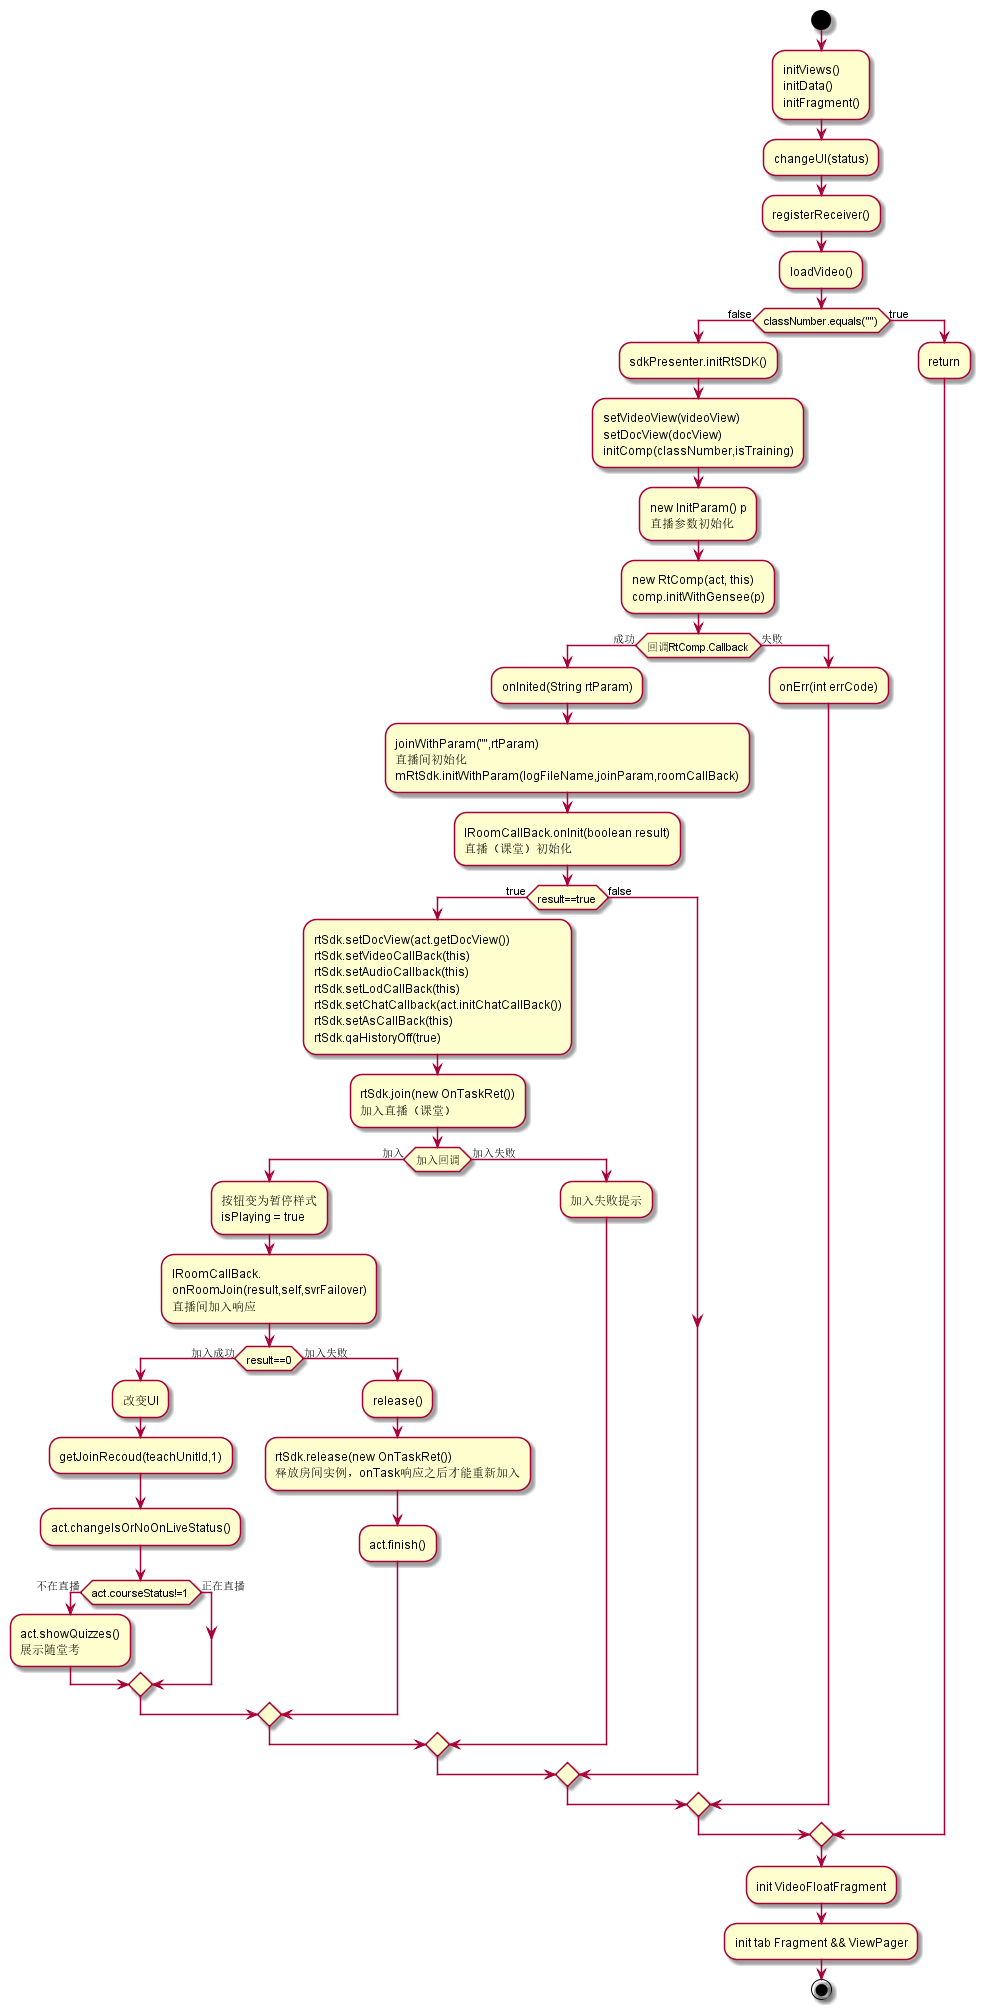 initViews()
initData()
initFragment()
changeUI(status)
registerReceiver()
loadVideo()
false
classNumber.equals("")
true
sdkPresenter.initRtSDK()
return
setVideoView(videoView)
setDocView(docView)
initComp(classNumber,isTraining)
new InitParam() p
直播参数初始化
new RtComp(act, this)
comp.initWithGensee(p)
成功
回调RtComp.Callback
失败
onInited(String rtParam)
onErr(int errCode)
joinWithParam("",rtParam)
直播间初始化
mRtSdk.initWithParam(logFileName,joinParam,roomCallBack)
IRoomCallBack.onInit(boolean result)
直播（课堂）初始化
true
result==true
false
rtSdk.setDocView(act.getDocView())
rtSdk.setVideoCallBack(this)
rtSdk.setAudioCallback(this)
rtSdk.setLodCallBack(this)
rtSdk.setChatCallback(act.initChatCallBack())
rtSdk.setAsCallBack(this)
rtSdk.qaHistoryOff(true)
rtSdk.join(new OnTaskRet())
加入直播（课堂）
加入
加入回调
加入失败
按钮变为暂停样式
isPlaying = true
加入失败提示
IRoomCallBack.
onRoomJoin(result,self,svrFailover)
直播间加入响应
加入成功
result==0
加入失败
改变UI
release()
getJoinRecoud(teachUnitId,1)
rtSdk.release(new OnTaskRet())
释放房间实例，onTask响应之后才能重新加入
act.changeIsOrNoOnLiveStatus()
act.finish()
不在直播
act.courseStatus!=1
正在直播
act.showQuizzes()
展示随堂考
init VideoFloatFragment
init tab Fragment && ViewPager